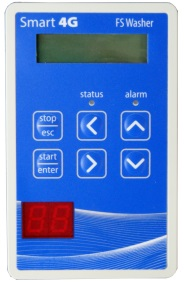 Smart 4G FS Washer
status alarm
stop
esc
start
enter